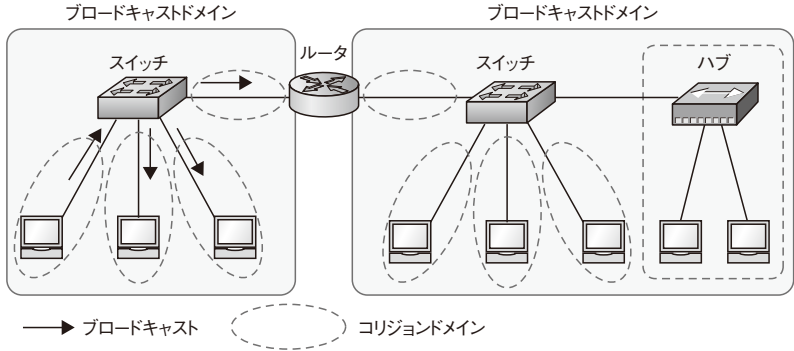 ブロードキャストドメイン
ブロードキャストドメイン
スイッチ
ルータ
スイッチ
ハブ
ブロードキャスト
コリジョンドメイン